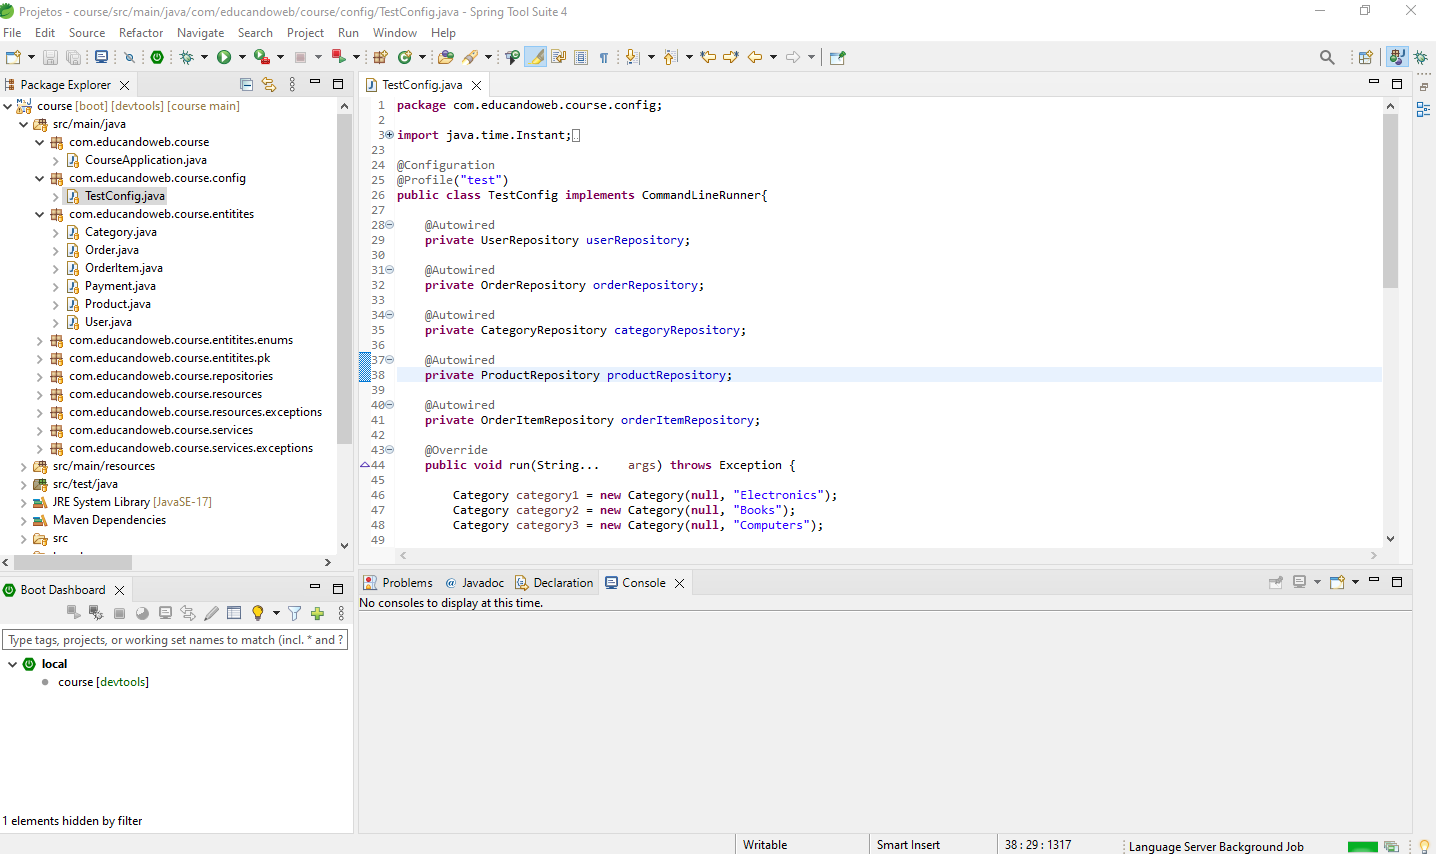 Projetos - course/src/main/java/com/educandoweb/course/config/TestConfig.java - Spring Tool Suite 4
File Edit Source Refactor Navigate Search Project Run Window Help
Package Explorer
course [boot] [devtools] [course main]
src/main/java
com.educandoweb.course
CourseApplication.java
com.educandoweb.course.config
TestConfig.java
com.educandoweb.course.entitites
Category.java
Order.java
OrderItem.java
Payment.java
Product.java
User.java
com.educandoweb.course.entitites.enums
com.educandoweb.course.entitites.pk
com.educandoweb.course.repositories
com.educandoweb.course.resources
com.educandoweb.course.resources.exceptions
com.educandoweb.course.services
com.educandoweb.course.services.exceptions
src/main/resources
src/test/java
JRE System Library [JavaSE-17]
Maven Dependencies
src
TestConfig.java
1 package com.educandoweb.course.config;
2
3 import java.time.Instant;
23
24 @Configuration
25 @Profile("test")
26 public class TestConfig implements CommandLineRunner{
27
28 @Autowired
29 private UserRepository userRepository;
30
31 @Autowired
32 private OrderRepository orderRepository;
33
34 @Autowired
35 private CategoryRepository categoryRepository;
36
37 @Autowired
38 private ProductRepository productRepository;
39
40 @Autowired
41 private OrderItemRepository orderItemRepository;
42
43 @Override
44 public void run(String... args) throws Exception {
45
46 Category category1 = new Category(null, "Electronics");
47 Category category2 = new Category(null, "Books");
48 Category category3 = new Category(null, "Computers");
49
Boot Dashboard
Type tags, projects, or working set names to match (incl. * and ?
local
course [devtools]
1 elements hidden by filter
Problems @ Javadoc Declaration Console
No consoles to display at this time.
Writable Smart Insert 38 : 29 : 1317 Language Server Background Job